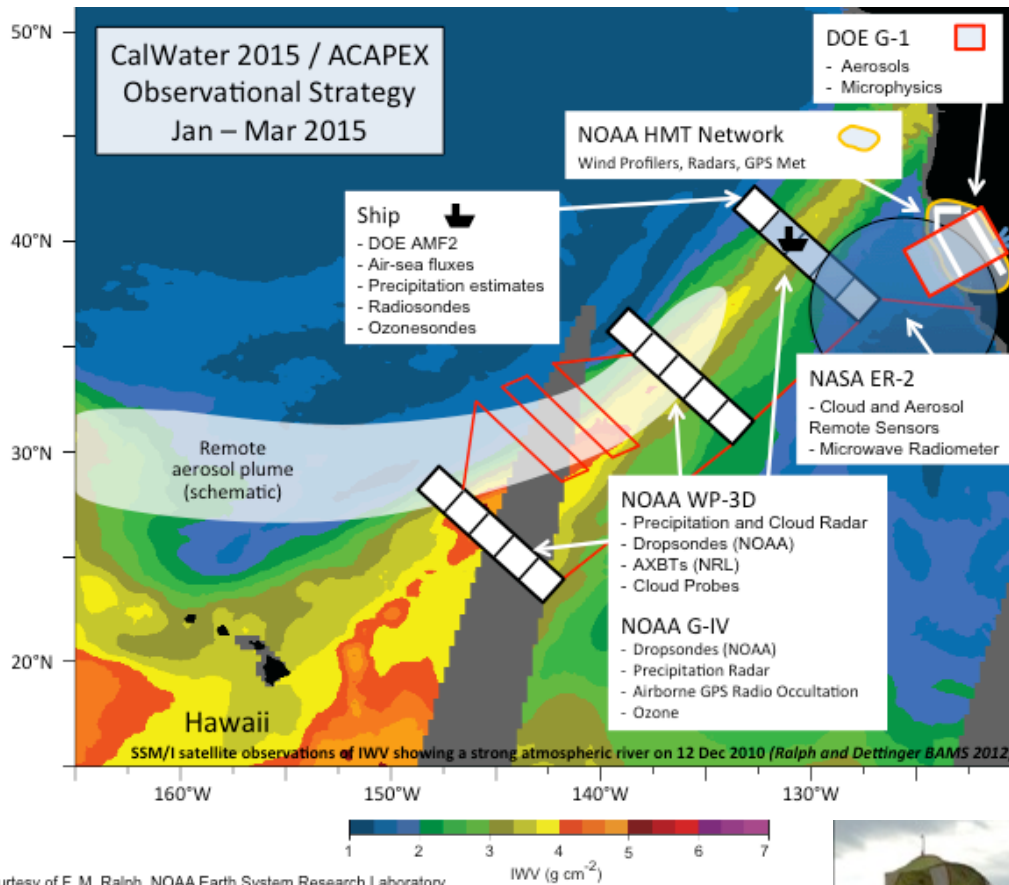 50°N
40°N
30°N
20°N
CalWater 2015 / ACAPEX
Observational Strategy
Jan – Mar 2015
DOE G-1
- Aerosols
- Microphysics
NOAA HMT Network
Wind Profilers, Radars, GPS Met
Ship
- DOE AMF2
- Air-sea fluxes
- Precipitation estimates
- Radiosondes
- Ozonesondes
NASA ER-2
- Cloud and Aerosol
Remote Sensors
- Microwave Radiometer
Remote
aerosol plume
(schematic)
NOAA WP-3D
- Precipitation and Cloud Radar
- Dropsondes (NOAA)
- AXBTs (NRL)
- Cloud Probes
NOAA G-IV
- Dropsondes (NOAA)
- Precipitation Radar
- Airborne GPS Radio Occultation
- Ozone
Hawaii
SSM/I satellite observations of IWV showing a strong atmospheric river on 12 Dec 2010 (Ralph and Dettinger BAMS 2012)
160°W 150°W 140°W 130°W
1 2 3 4 5 6 7
IWV (g cm⁻²)
urtesy of F. M. Ralph, NOAA Earth System Research Laboratory